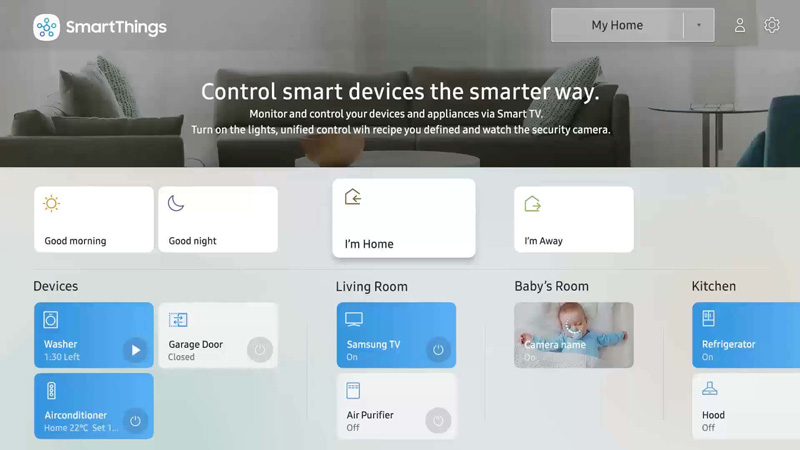 SmartThings
My Home
Control smart devices the smarter way.
Monitor and control your devices and appliances via Smart TV.
Turn on the lights, unified control wih recipe you defined and watch the security camera.
Good morning
Good night
I'm Home
I'm Away
Devices
Living Room
Baby's Room
Kitchen
Washer
1:30 Left
Garage Door
Closed
Samsung TV
On
Camera name
On
Refrigerator
On
Airconditioner
Home 22℃ Set 1...
Air Purifier
Off
Hood
Off